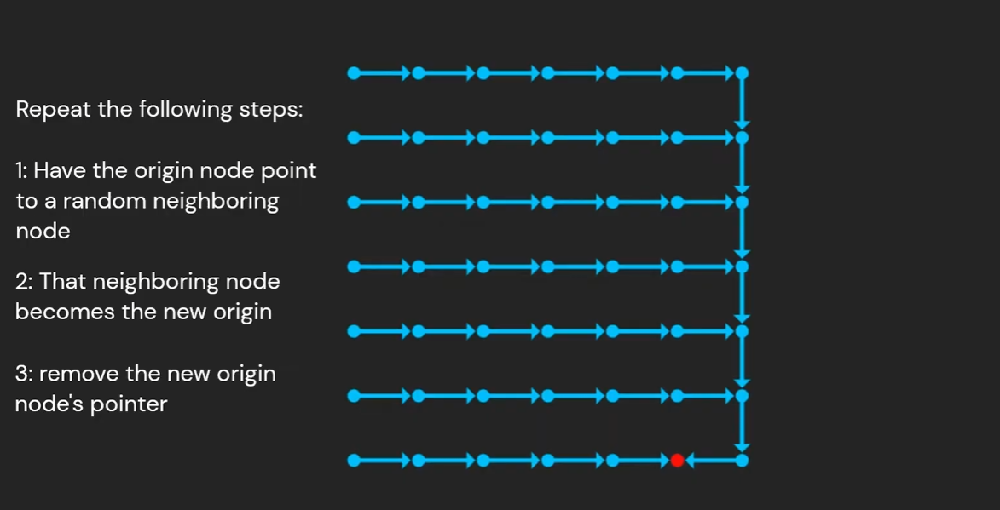 Repeat the following steps:
1: Have the origin node point
to a random neighboring
node
2: That neighboring node
becomes the new origin
3: remove the new origin
node's pointer